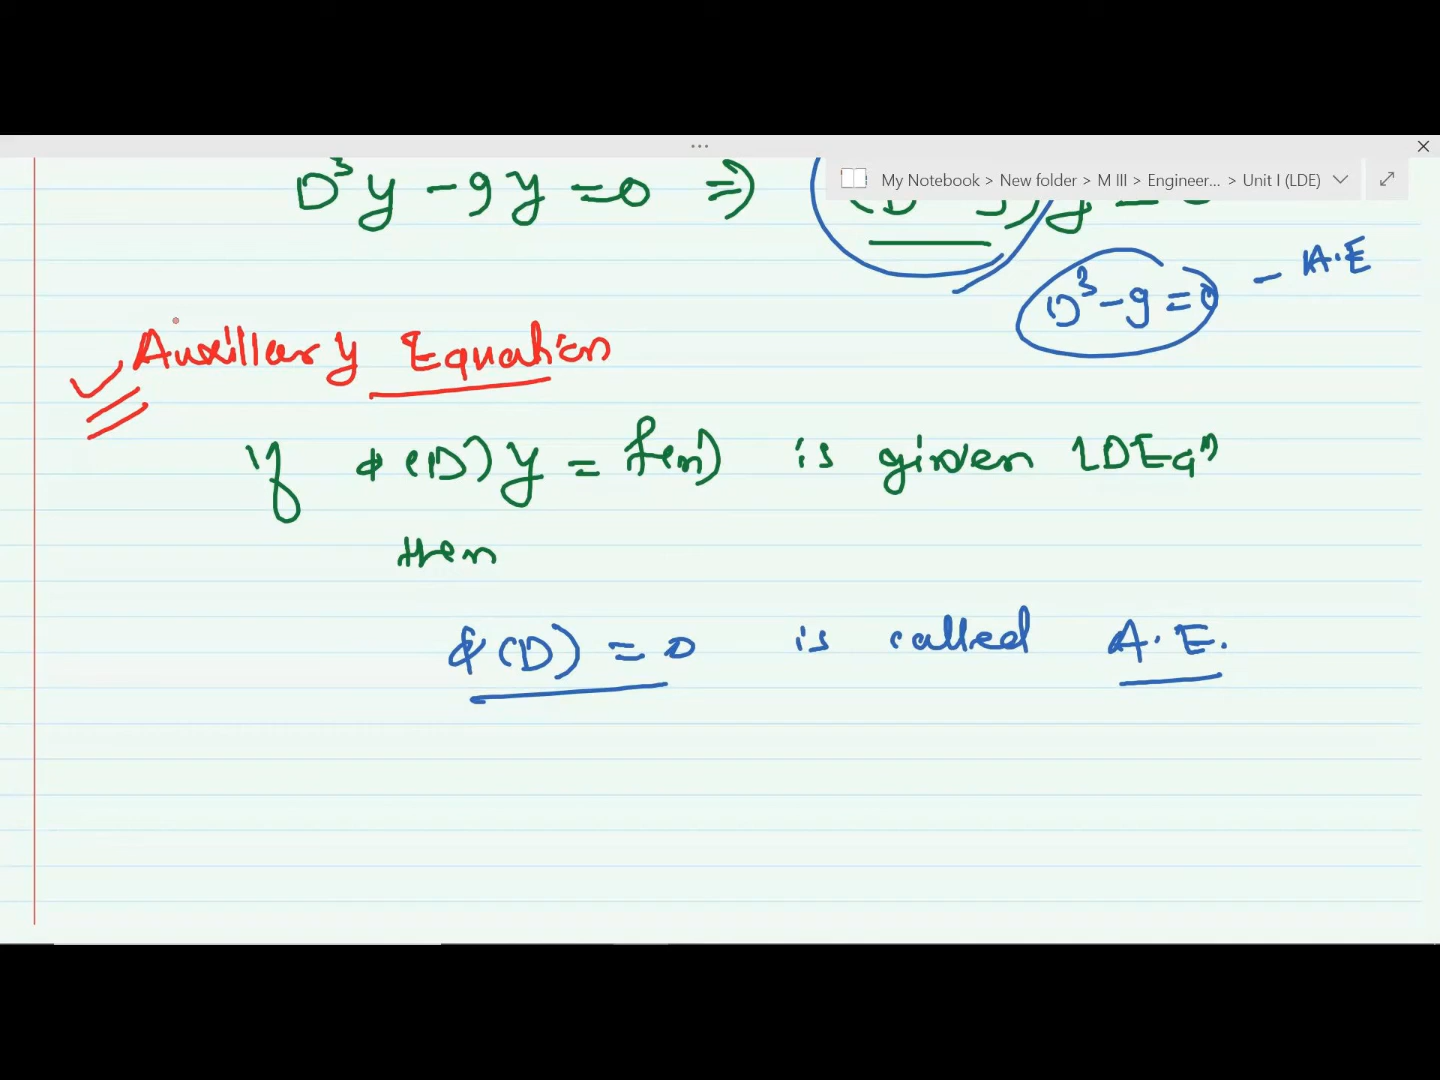 My Notebook > New folder > M III > Engineer... > Unit I (LDE)
D³y - 9y = 0 ⇒ y =
D³ - 9 = 0 - A.E
Auxillary Equation
If φ(D)y = f(x) is given LDEqⁿ
then
φ(D) = 0 is called A.E.